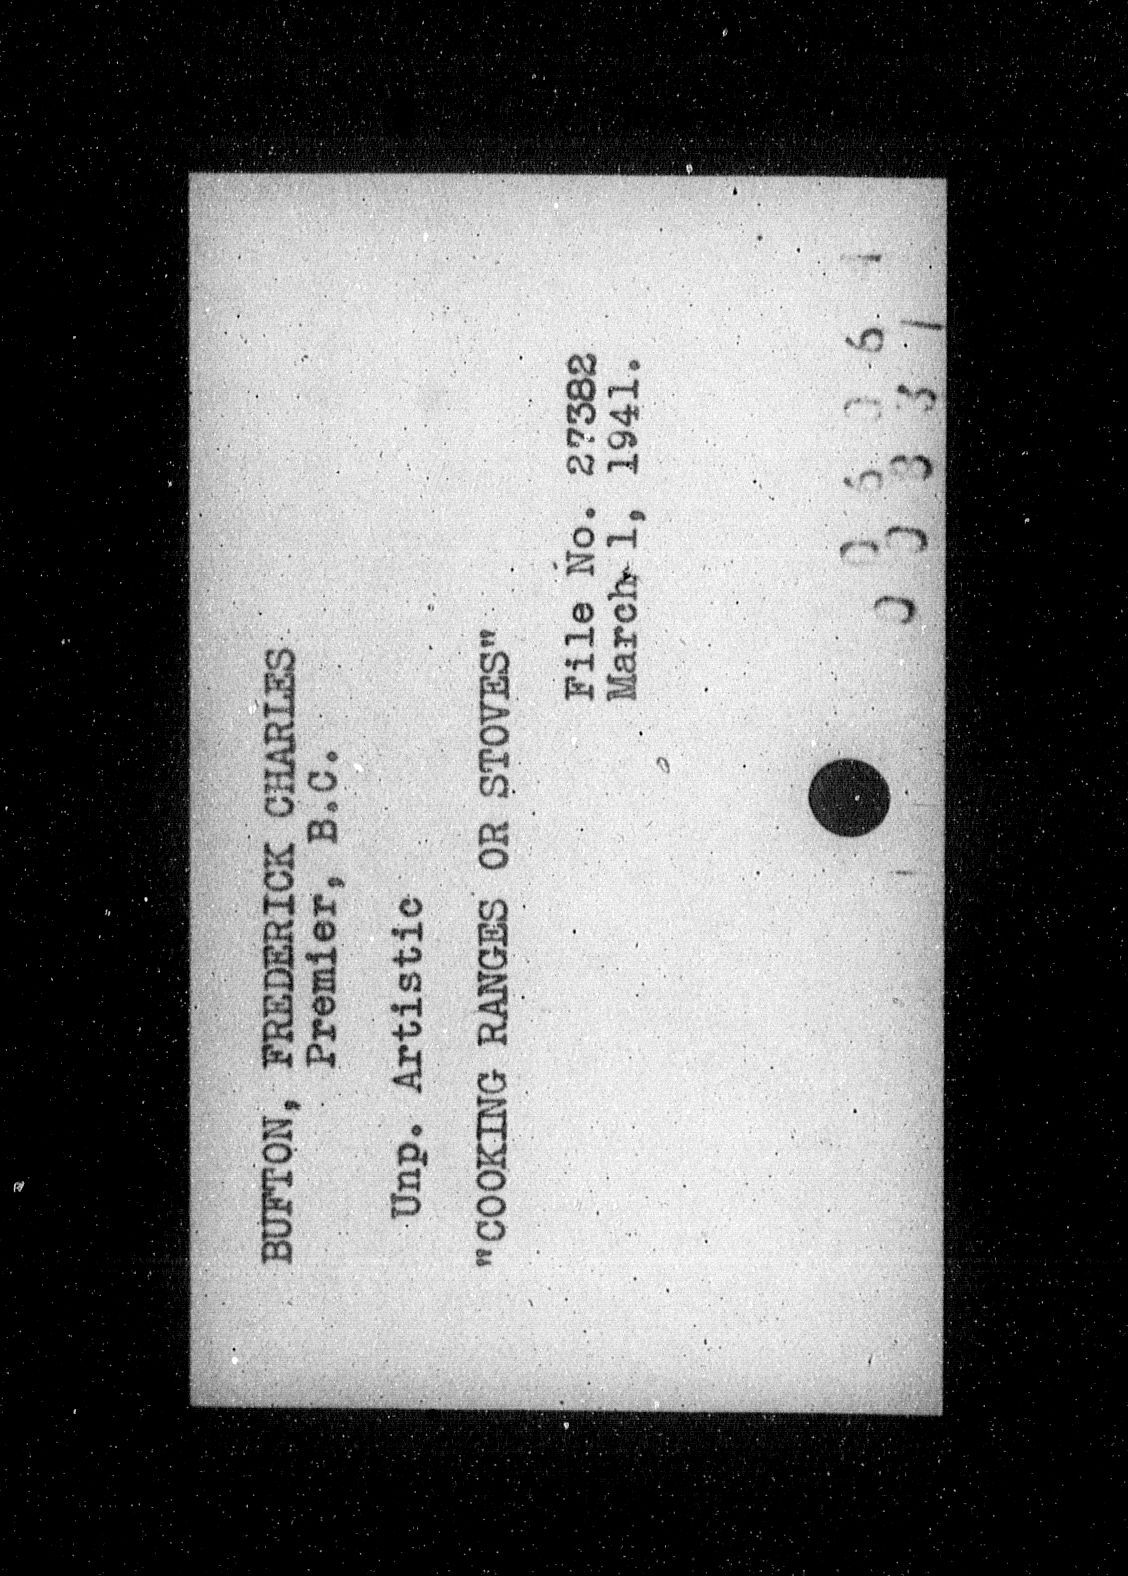 BUFTON, FREDERICK CHARLES
Premier, B.C.
Unp. Artistic
"COOKING RANGES OR STOVES"
File No. 27382
March 1, 1941.